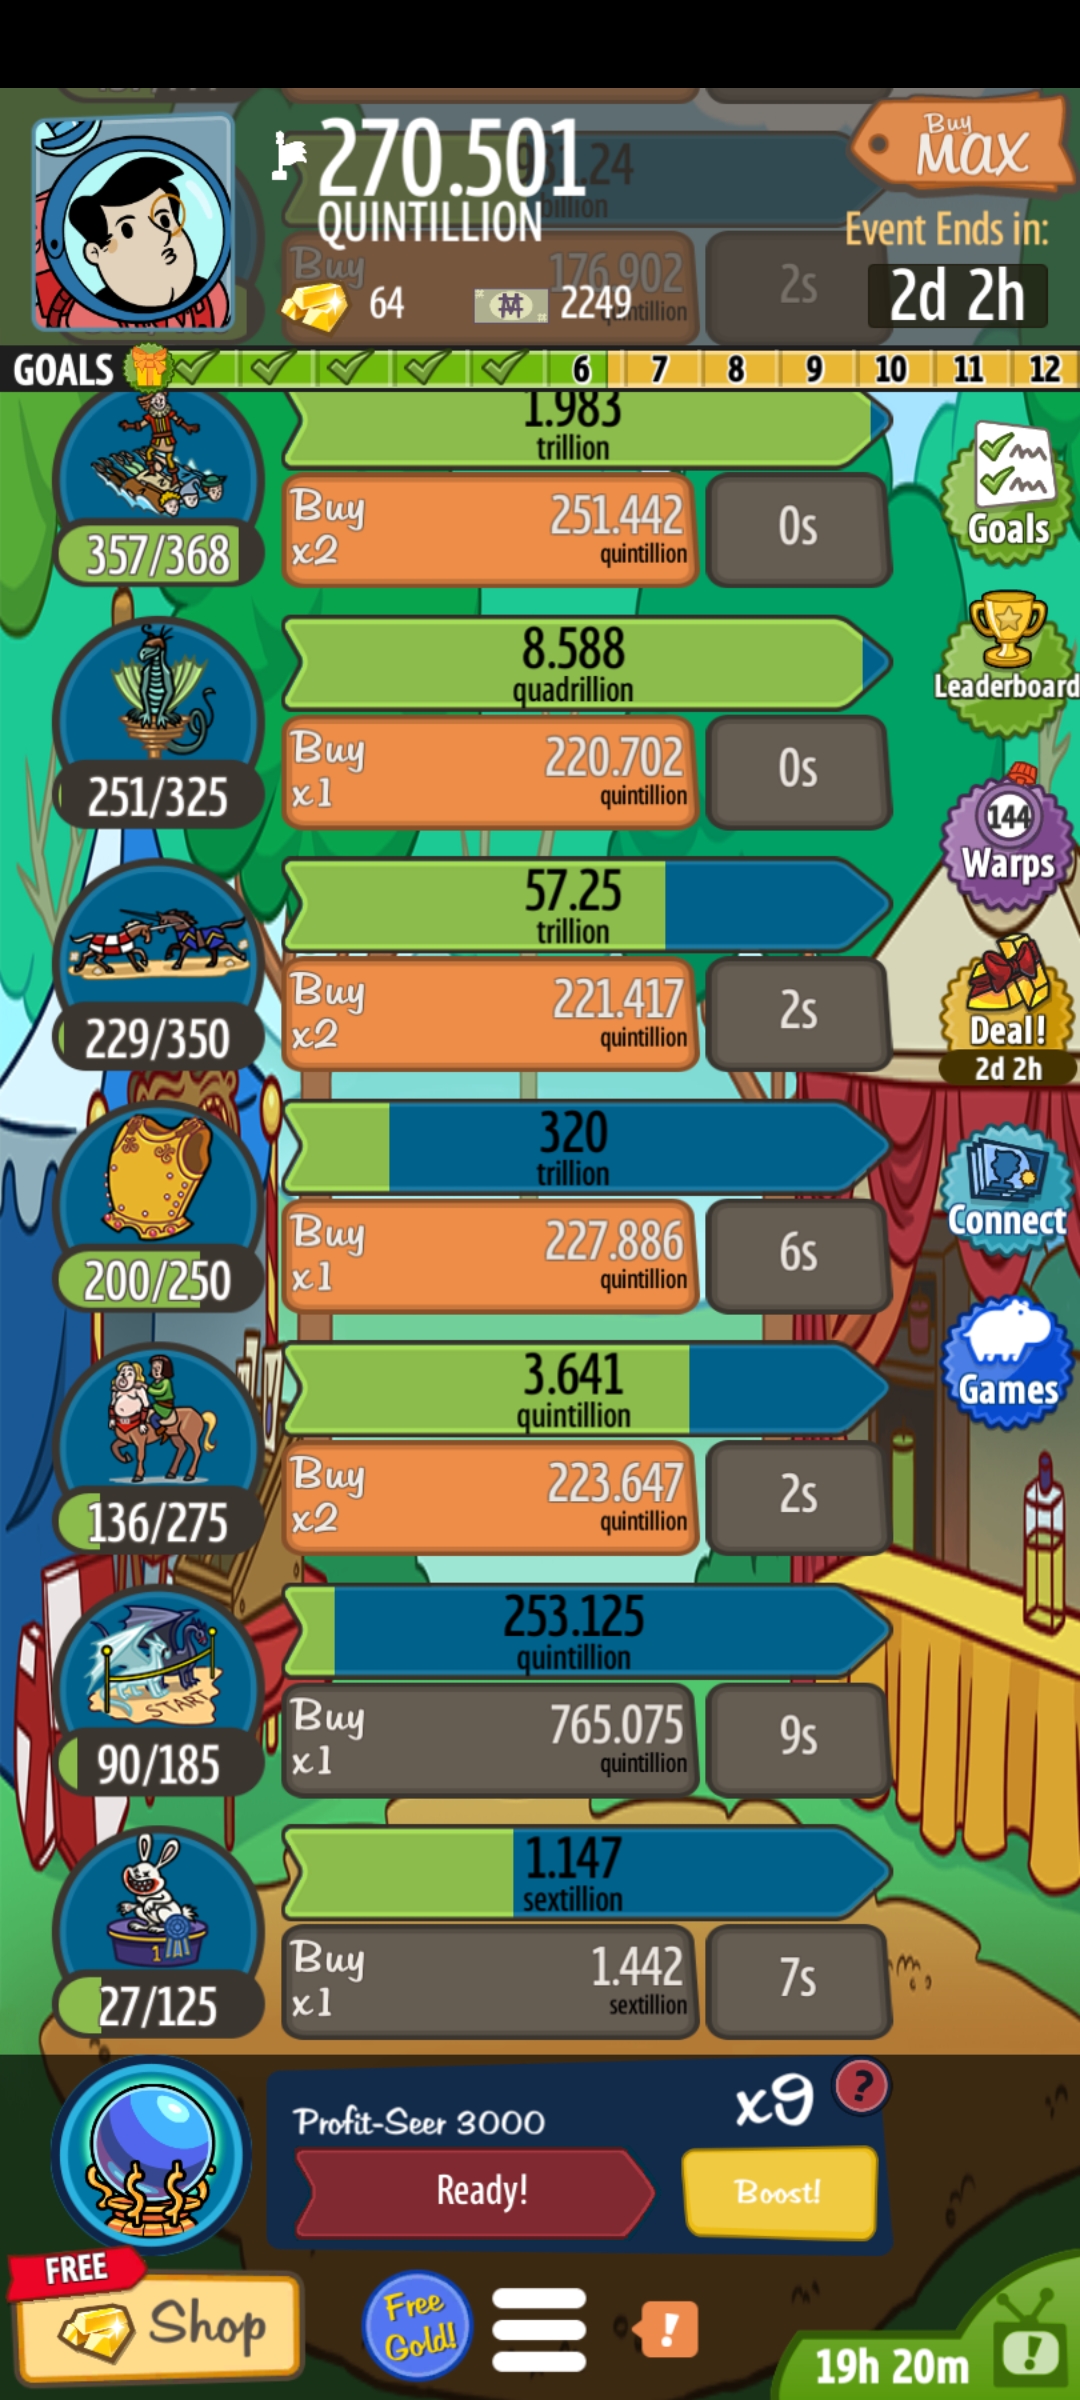 270.501
QUINTILLION
64
2249
Buy
MAX
Event Ends in:
2d 2h
Buy
176.902
2s
GOALS
6 7 8 9 10 11 12
1.983
trillion
357/368
Buy
x2
251.442
quintillion
0s
Goals
8.588
quadrillion
251/325
Buy
x1
220.702
quintillion
0s
Leaderboard
57.25
trillion
229/350
Buy
x2
221.417
quintillion
2s
144
Warps
Deal!
2d 2h
320
trillion
200/250
Buy
x1
227.886
quintillion
6s
Connect
3.641
quintillion
136/275
Buy
x2
223.647
quintillion
2s
Games
253.125
quintillion
START
90/185
Buy
x1
765.075
quintillion
9s
1.147
sextillion
1
27/125
Buy
x1
1.442
sextillion
7s
Profit-Seer 3000
x9
?
Ready!
Boost!
FREE
Shop
Free
Gold!
!
19h 20m
!